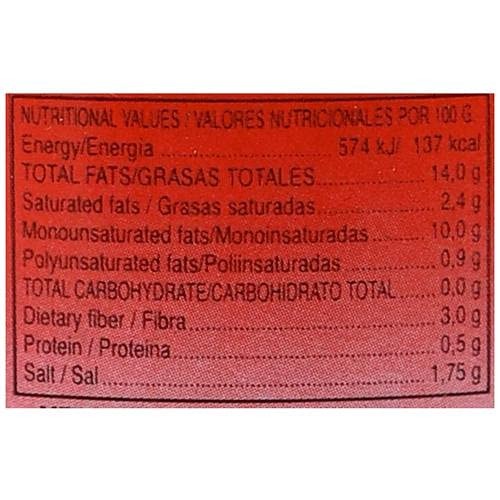 NUTRITIONAL VALUES / VALORES NUTRICIONALES POR 100 G.
Energy/Energia ............ 574 kJ/ 137 kcal
TOTAL FATS/GRASAS TOTALES ............ 14,0 g
Saturated fats / Grasas saturadas ............ 2,4 g
Monounsaturated fats/Monoinsaturadas ............ 10,0 g
Polyunsaturated fats/Poliinsaturadas ............ 0,9 g
TOTAL CARBOHYDRATE/CARBOHIDRATO TOTAL ..... 0,0 g
Dietary fiber / Fibra ............ 3,0 g
Protein / Proteina ............ 0,5 g
Salt / Sal ............ 1,75 g